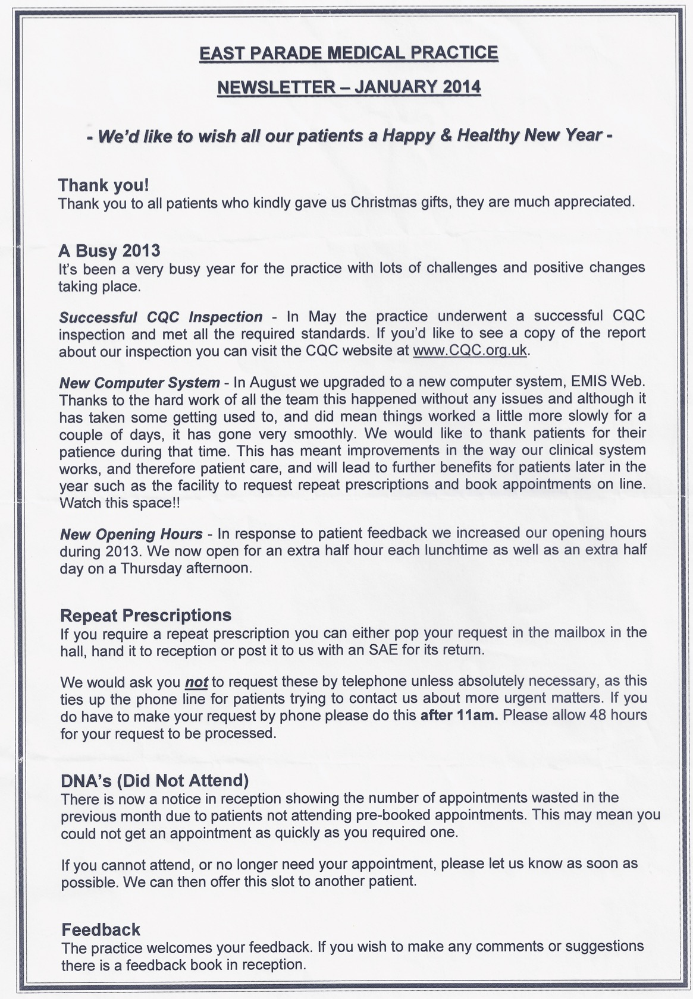 EAST PARADE MEDICAL PRACTICE
NEWSLETTER – JANUARY 2014
- We'd like to wish all our patients a Happy & Healthy New Year -
Thank you!
Thank you to all patients who kindly gave us Christmas gifts, they are much appreciated.
A Busy 2013
It's been a very busy year for the practice with lots of challenges and positive changes
taking place.
Successful CQC Inspection - In May the practice underwent a successful CQC
inspection and met all the required standards. If you'd like to see a copy of the report
about our inspection you can visit the CQC website at www.CQC.org.uk.
New Computer System - In August we upgraded to a new computer system, EMIS Web.
Thanks to the hard work of all the team this happened without any issues and although it
has taken some getting used to, and did mean things worked a little more slowly for a
couple of days, it has gone very smoothly. We would like to thank patients for their
patience during that time. This has meant improvements in the way our clinical system
works, and therefore patient care, and will lead to further benefits for patients later in the
year such as the facility to request repeat prescriptions and book appointments on line.
Watch this space!!
New Opening Hours - In response to patient feedback we increased our opening hours
during 2013. We now open for an extra half hour each lunchtime as well as an extra half
day on a Thursday afternoon.
Repeat Prescriptions
If you require a repeat prescription you can either pop your request in the mailbox in the
hall, hand it to reception or post it to us with an SAE for its return.
We would ask you not to request these by telephone unless absolutely necessary, as this
ties up the phone line for patients trying to contact us about more urgent matters. If you
do have to make your request by phone please do this after 11am. Please allow 48 hours
for your request to be processed.
DNA's (Did Not Attend)
There is now a notice in reception showing the number of appointments wasted in the
previous month due to patients not attending pre-booked appointments. This may mean you
could not get an appointment as quickly as you required one.
If you cannot attend, or no longer need your appointment, please let us know as soon as
possible. We can then offer this slot to another patient.
Feedback
The practice welcomes your feedback. If you wish to make any comments or suggestions
there is a feedback book in reception.